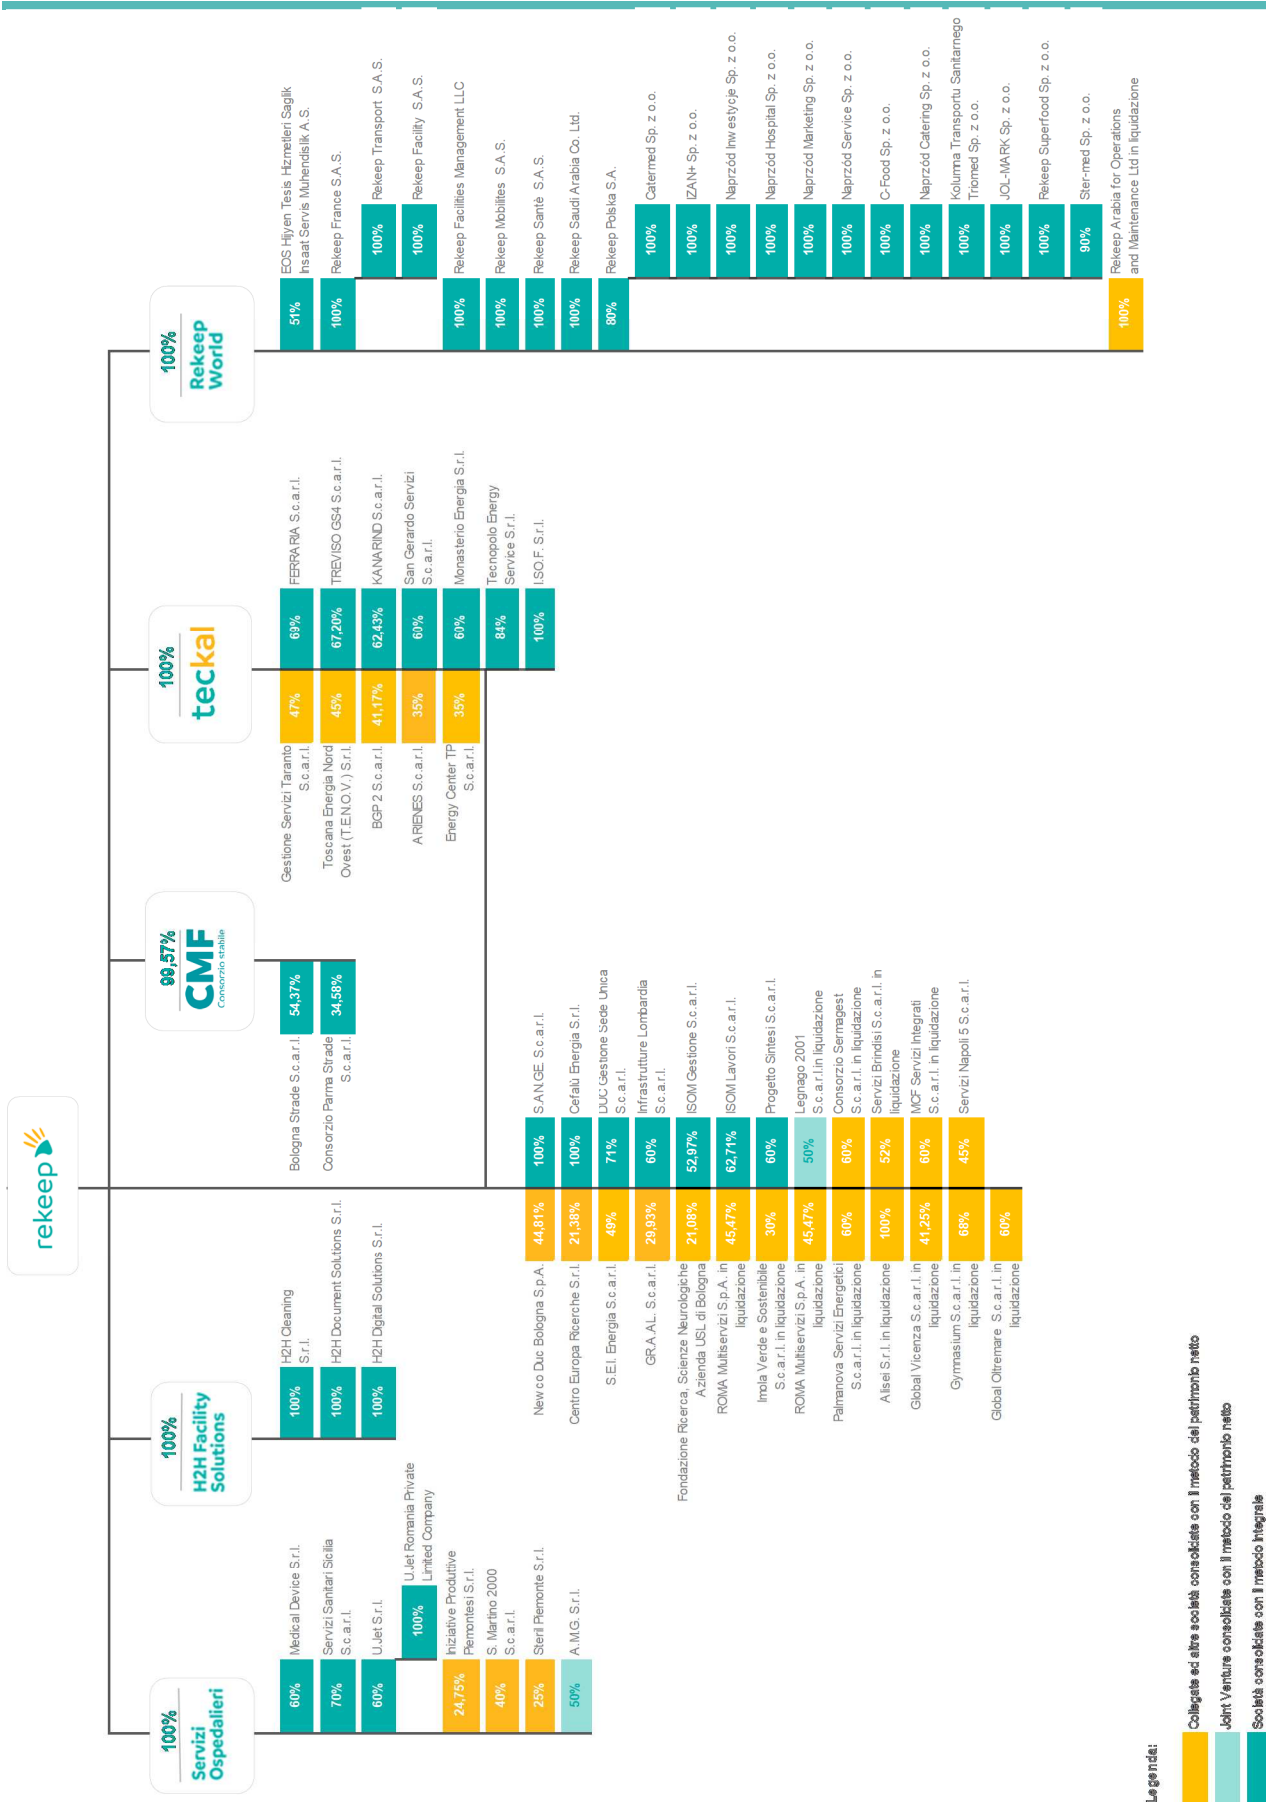 rekeep
100%
Servizi
Ospedalieri
60%
Medical Device S.r.l.
70%
Servizi Sanitari Sicilia
S.c.a.r.l.
60%
U.Jet S.r.l.
100%
U.Jet Romania Private
Limited Company
24,75%
Iniziative Produttive
Piemontesi S.r.l.
40%
S. Martino 2000
S.c.a.r.l.
25%
Steril Piemonte S.r.l.
50%
A.M.G. S.r.l.
100%
H2H Facility
Solutions
100%
H2H Cleaning
S.r.l.
100%
H2H Document Solutions S.r.l.
100%
H2H Digital Solutions S.r.l.
Newco Duc Bologna S.p.A.
44,81%
Centro Europa Ricerche S.r.l.
21,38%
S.E.I. Energia S.c.a.r.l.
49%
GR.A.AL. S.c.a.r.l.
29,93%
Fondazione Ricerca, Scienze Neurologiche
Azienda USL di Bologna
21,08%
ROMA Multiservizi S.p.A. in
liquidazione
45,47%
Imola Verde e Sostenibile
S.c.a.r.l. in liquidazione
30%
ROMA Multiservizi S.p.A. in
liquidazione
45,47%
Palmanova Servizi Energetici
S.c.a.r.l. in liquidazione
60%
Alisei S.r.l. in liquidazione
100%
Global Vicenza S.c.a.r.l. in
liquidazione
41,25%
Gymnasium S.c.a.r.l. in
liquidazione
68%
Global Oltremare S.c.a.r.l. in
liquidazione
60%
100%
S.AN.GE. S.c.a.r.l.
100%
Cefalù Energia S.r.l.
71%
DUC Gestione Sede Unica
S.c.a.r.l.
60%
Infrastrutture Lombardia
S.c.a.r.l.
52,97%
ISOM Gestione S.c.a.r.l.
62,71%
ISOM Lavori S.c.a.r.l.
60%
Progetto Sintesi S.c.a.r.l.
50%
Legnago 2001
S.c.a.r.l.in liquidazione
60%
Consorzio Sermagest
S.c.a.r.l. in liquidazione
52%
Servizi Brindisi S.c.a.r.l. in
liquidazione
60%
MCF Servizi Integrati
S.c.a.r.l. in liquidazione
45%
Servizi Napoli 5 S.c.a.r.l.
99,57%
CMF
Consorzio stabile
Bologna Strade S.c.a.r.l.
54,37%
Consorzio Parma Strade
S.c.a.r.l.
34,58%
100%
teckal
Gestione Servizi Taranto
S.c.a.r.l.
47%
Toscana Energia Nord
Ovest (T.E.N.O.V.) S.r.l.
45%
BGP 2 S.c.a.r.l.
41,17%
ARIENES S.c.a.r.l.
35%
Energy Center TP
S.c.a.r.l.
35%
69%
FERRARIA S.c.a.r.l.
67,20%
TREVISO GS4 S.c.a.r.l.
62,43%
KANARIND S.c.a.r.l.
60%
San Gerardo Servizi
S.c.a.r.l.
60%
Monasterio Energia S.r.l.
84%
Tecnopolo Energy
Service S.r.l.
100%
I.SO.F. S.r.l.
100%
Rekeep
World
51%
EOS Hijyen Tesis Hizmetleri Saglik
Insaat Servis Muhendislik A.S.
100%
Rekeep France S.A.S.
100%
Rekeep Transport S.A.S.
100%
Rekeep Facility S.A.S.
100%
Rekeep Facilities Management LLC
100%
Rekeep Mobilites S.A.S.
100%
Rekeep Santè S.A.S.
100%
Rekeep Saudi Arabia Co. Ltd.
80%
Rekeep Polska S.A.
100%
Catermed Sp. z o.o.
100%
IZAN+ Sp. z o.o.
100%
Naprzód Inwestycje Sp. z o.o.
100%
Naprzód Hospital Sp. z o.o.
100%
Naprzód Marketing Sp. z o.o.
100%
Naprzód Service Sp. z o.o.
100%
C-Food Sp. z o.o.
100%
Naprzód Catering Sp. z o.o.
100%
Kolumna Transportu Sanitarnego
Triomed Sp. z o.o.
100%
JOL-MARK Sp. z o.o.
100%
Rekeep Superfood Sp. z o.o.
90%
Ster-med Sp. z o.o.
100%
Rekeep Arabia for Operations
and Maintenance Ltd in liquidazione
Legenda:
Collegate ed altre società consolidate con il metodo del patrimonio netto
Joint Venture consolidate con il metodo del patrimonio netto
Società consolidate con il metodo integrale